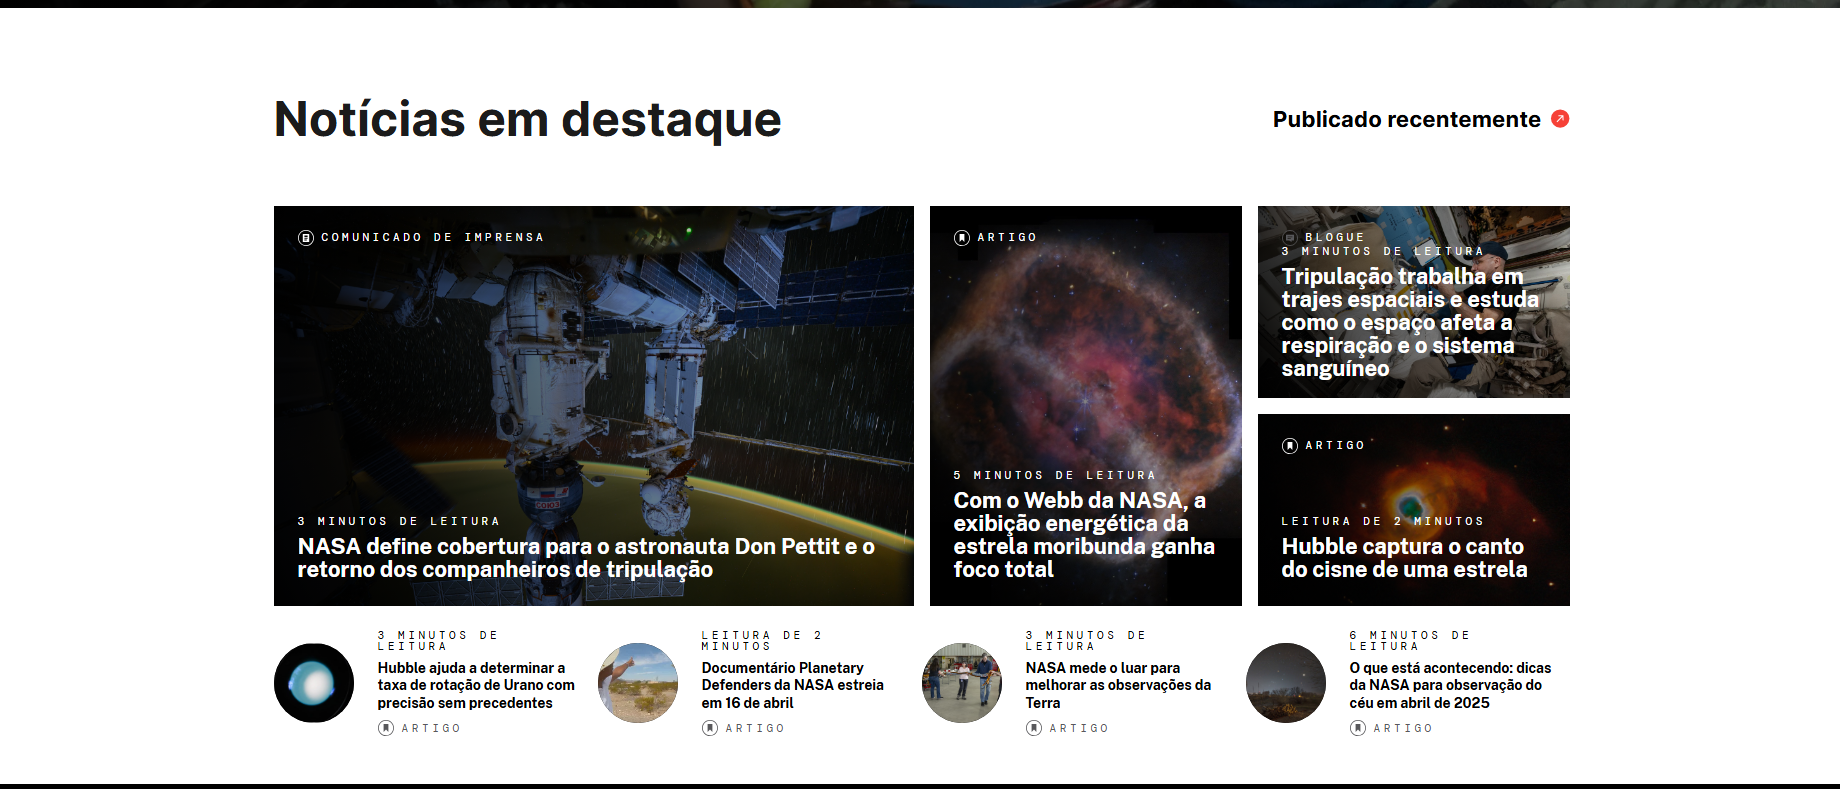 Notícias em destaque
Publicado recentemente
COMUNICADO DE IMPRENSA
3 MINUTOS DE LEITURA
NASA define cobertura para o astronauta Don Pettit e o
retorno dos companheiros de tripulação
ARTIGO
5 MINUTOS DE LEITURA
Com o Webb da NASA, a
exibição energética da
estrela moribunda ganha
foco total
BLOGUE
3 MINUTOS DE LEITURA
Tripulação trabalha em
trajes espaciais e estuda
como o espaço afeta a
respiração e o sistema
sanguíneo
ARTIGO
LEITURA DE 2 MINUTOS
Hubble captura o canto
do cisne de uma estrela
3 MINUTOS DE
LEITURA
Hubble ajuda a determinar a
taxa de rotação de Urano com
precisão sem precedentes
ARTIGO
LEITURA DE 2
MINUTOS
Documentário Planetary
Defenders da NASA estreia
em 16 de abril
ARTIGO
3 MINUTOS DE
LEITURA
NASA mede o luar para
melhorar as observações da
Terra
ARTIGO
6 MINUTOS DE
LEITURA
O que está acontecendo: dicas
da NASA para observação do
céu em abril de 2025
ARTIGO